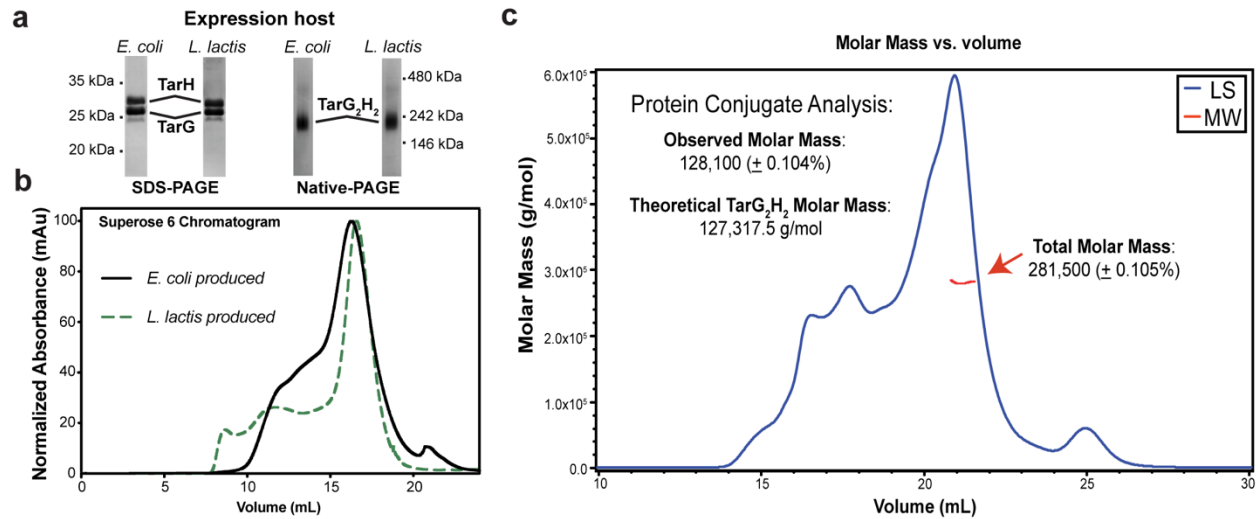 a
Expression host
E. coli
L. lactis
E. coli
L. lactis
35 kDa
25 kDa
20 kDa
TarH
TarG
SDS-PAGE
TarG₂H₂
480 kDa
242 kDa
146 kDa
Native-PAGE
b
Superose 6 Chromatogram
E. coli produced
L. lactis produced
Normalized Absorbance (mAu)
100
80
60
40
20
0
0
5
10
15
20
Volume (mL)
c
Molar Mass vs. volume
LS
MW
Protein Conjugate Analysis:
Observed Molar Mass:
128,100 (± 0.104%)
Theoretical TarG₂H₂ Molar Mass:
127,317.5 g/mol
Total Molar Mass:
281,500 (± 0.105%)
Molar Mass (g/mol)
6.0x10⁵
5.0x10⁵
4.0x10⁵
3.0x10⁵
2.0x10⁵
1.0x10⁵
0.0
10
15
20
25
30
Volume (mL)